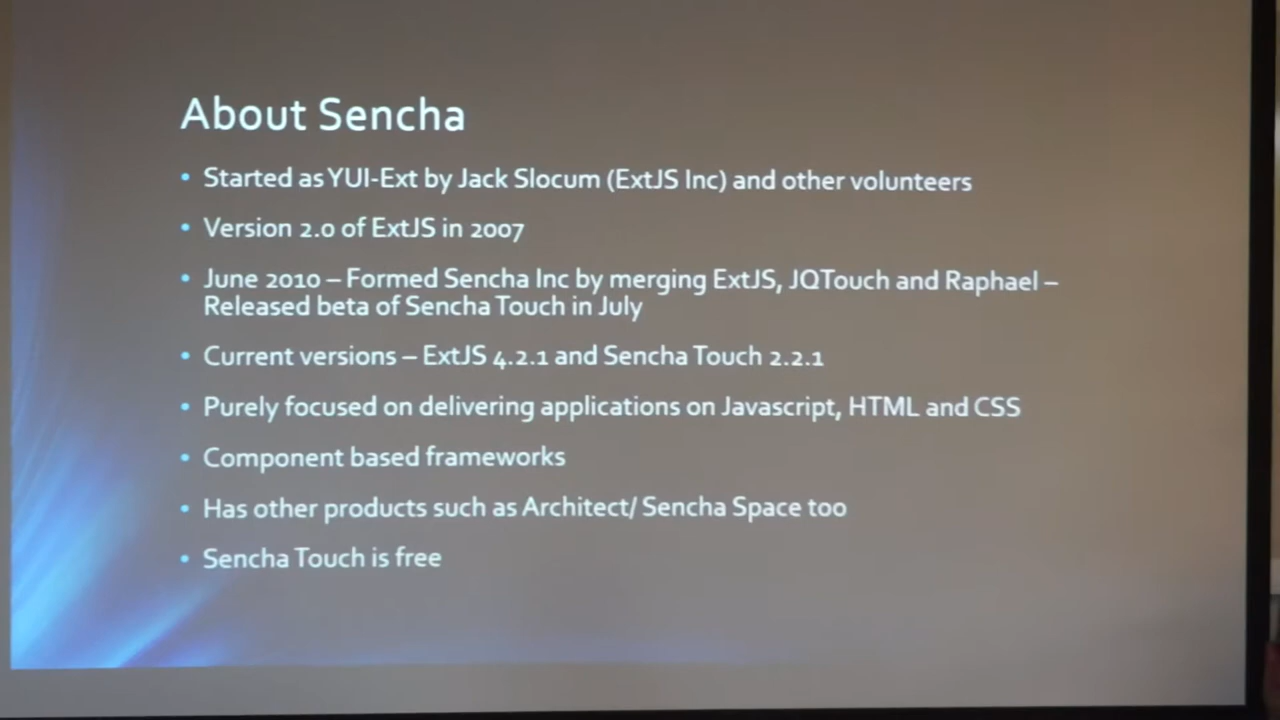 About Sencha
• Started as YUI-Ext by Jack Slocum (ExtJS Inc) and other volunteers
• Version 2.0 of ExtJS in 2007
• June 2010 – Formed Sencha Inc by merging ExtJS, JQTouch and Raphael –
Released beta of Sencha Touch in July
• Current versions – ExtJS 4.2.1 and Sencha Touch 2.2.1
• Purely focused on delivering applications on Javascript, HTML and CSS
• Component based frameworks
• Has other products such as Architect/ Sencha Space too
• Sencha Touch is free